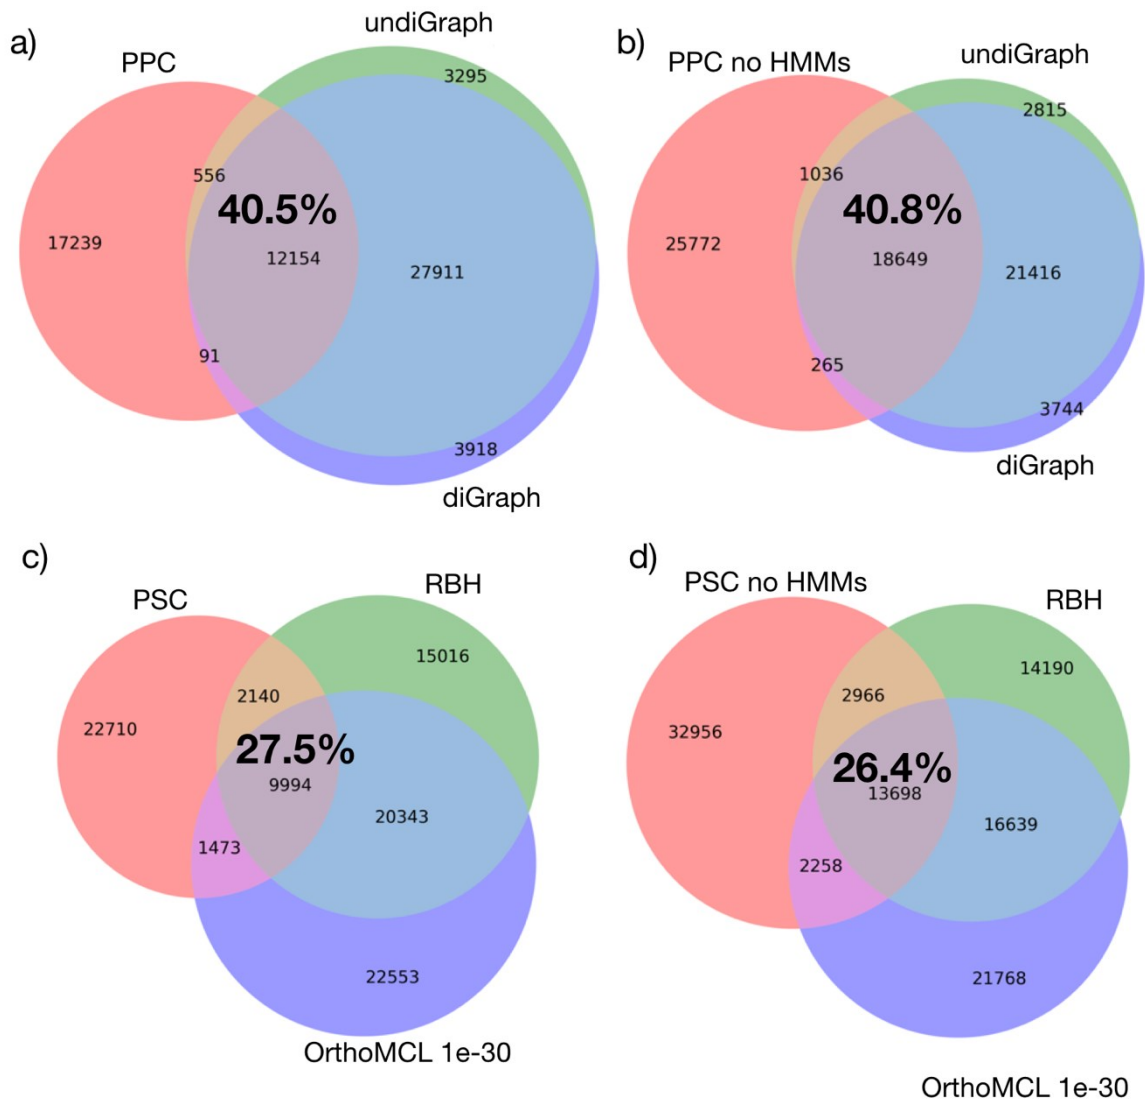 a)
undiGraph
PPC
3295
556
40.5%
17239
12154
27911
91
3918
diGraph
b)
undiGraph
PPC no HMMs
2815
1036
40.8%
25772
18649
21416
265
3744
diGraph
c)
RBH
PSC
15016
2140
22710
27.5%
9994
20343
1473
22553
OrthoMCL 1e-30
d)
PSC no HMMs
RBH
14190
2966
32956
26.4%
13698
16639
2258
21768
OrthoMCL 1e-30